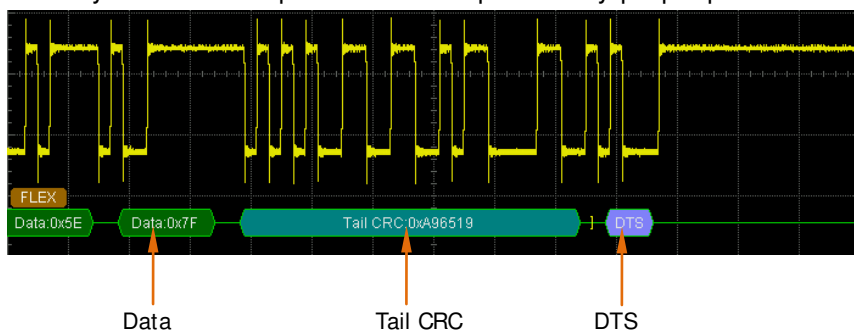 FLEX
Data:0x5E Data:0x7F Tail CRC:0xA96519 ] DTS
Data Tail CRC DTS